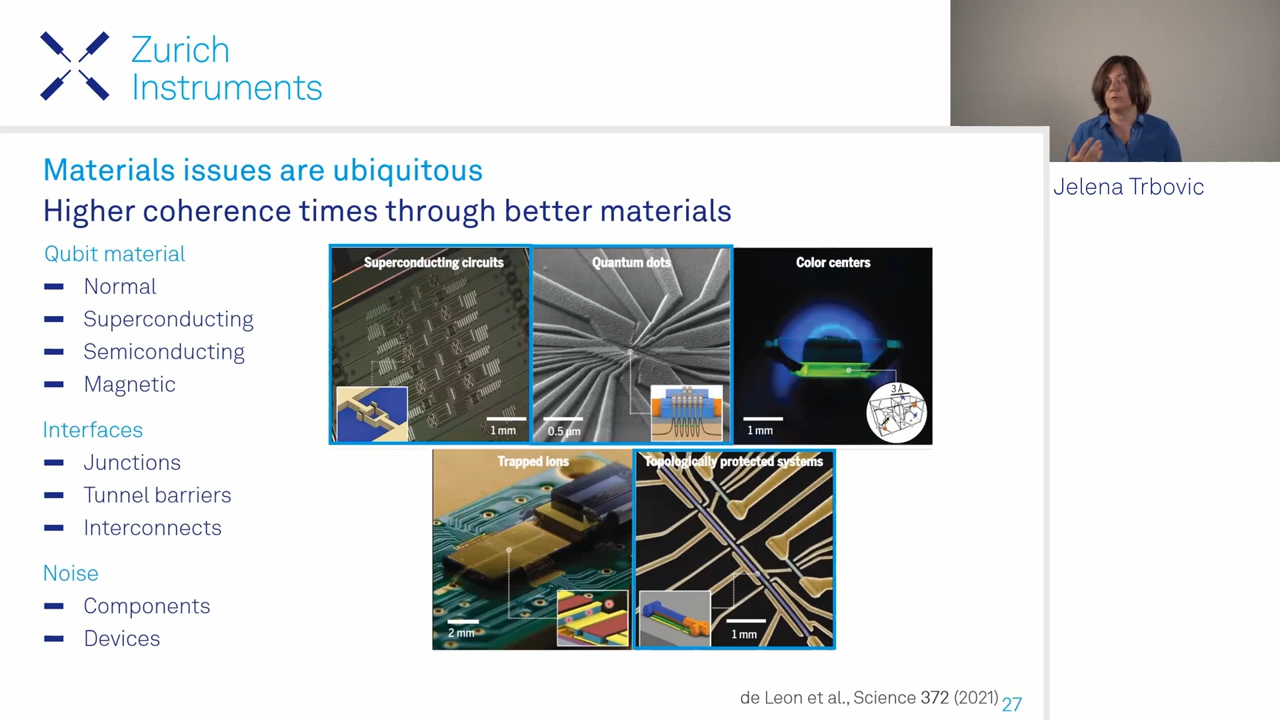 Zurich
Instruments
Materials issues are ubiquitous
Higher coherence times through better materials
Qubit material
Normal
Superconducting
Semiconducting
Magnetic
Interfaces
Junctions
Tunnel barriers
Interconnects
Noise
Components
Devices
Superconducting circuits
1 mm
Quantum dots
0.5 µm
Color centers
1 mm
3 Å
Trapped ions
2 mm
Topologically protected systems
1 mm
de Leon et al., Science 372 (2021)
27
Jelena Trbovic